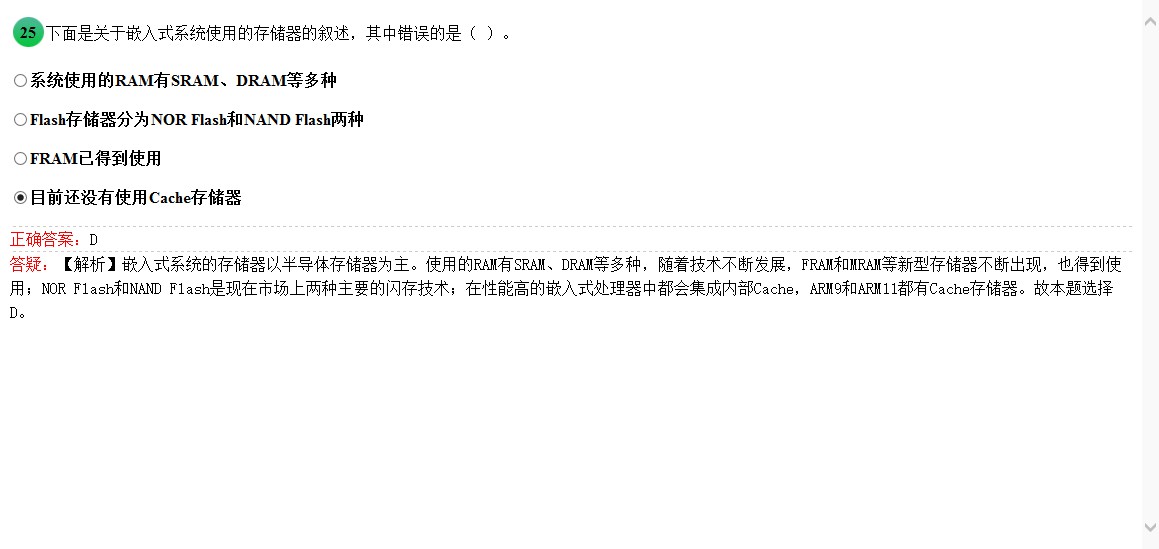 25 下面是关于嵌入式系统使用的存储器的叙述，其中错误的是（ ）。
系统使用的RAM有SRAM、DRAM等多种
Flash存储器分为NOR Flash和NAND Flash两种
FRAM已得到使用
目前还没有使用Cache存储器
正确答案：D
答疑：【解析】嵌入式系统的存储器以半导体存储器为主。使用的RAM有SRAM、DRAM等多种，随着技术不断发展，FRAM和MRAM等新型存储器不断出现，也得到使
用；NOR Flash和NAND Flash是现在市场上两种主要的闪存技术；在性能高的嵌入式处理器中都会集成内部Cache，ARM9和ARM11都有Cache存储器。故本题选择
D。